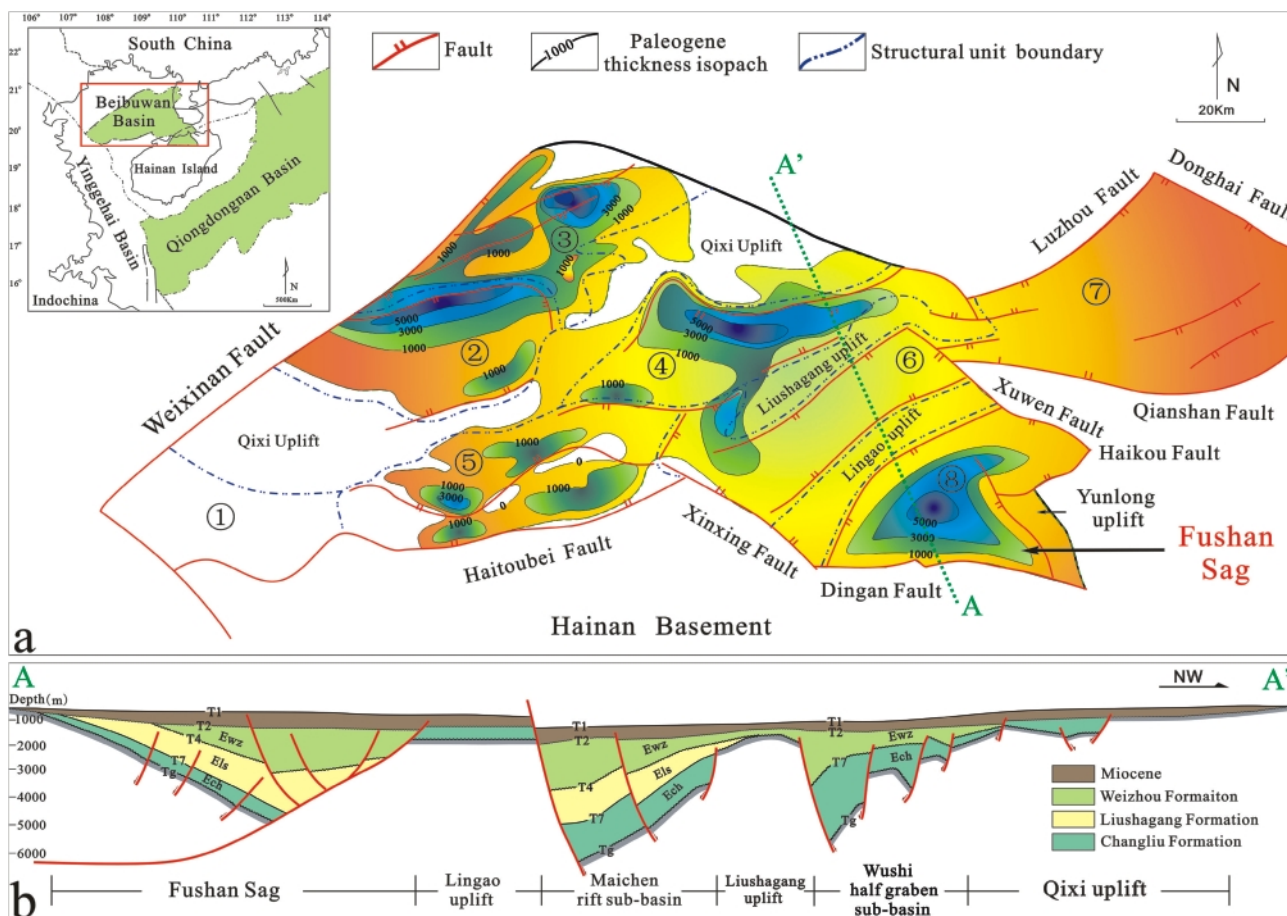 106° 107° 108° 109° 110° 111° 112° 113° 114°
22°
21°
20°
19°
18°
17°
16°
South China
Beibuwan
Basin
Hainan Island
Yinggehai Basin
Qiongdongnan Basin
Indochina
N
500Km
Fault
1000
Paleogene
thickness isopach
Structural unit boundary
N
20Km
A'
Donghai Fault
Luzhou Fault
3000
1000
③
1000
1000
1000
Qixi Uplift
⑦
5000
3000
1000
5000
3000
1000
②
1000
④
1000
Liushagang uplift
⑥
Weixinan Fault
Qixi Uplift
Xuwen Fault
Qianshan Fault
Lingao uplift
Haikou Fault
⑤
1000
0
1000
3000
1000
0
1000
①
⑧
5000
3000
1000
Yunlong
uplift
Fushan
Sag
Haitoubei Fault
Xinxing Fault
Dingan Fault
A
Hainan Basement
a
A
A'
NW
Depth(m)
1000
2000
3000
4000
5000
6000
T1
T2
T4
Ewz
Els
T7
Tg
Ech
T1
T2
Ewz
T4
Els
Ech
T7
Tg
T1
T2
Ewz
T7
Ech
Tg
Miocene
Weizhou Formaiton
Liushagang Formation
Changliu Formation
b
Fushan Sag
Lingao
uplift
Maichen
rift sub-basin
Liushagang
uplift
Wushi
half graben
sub-basin
Qixi uplift